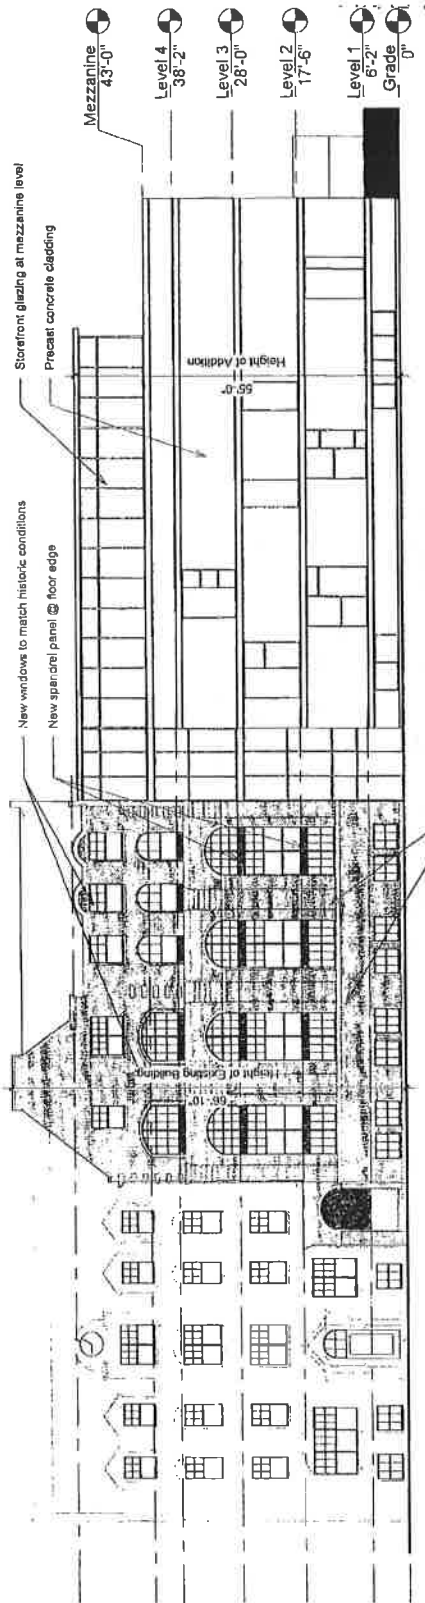 New windows to match historic conditions
New spandrel panel @ floor edge
Storefront glazing at mezzanine level
Precast concrete cladding
Mezzanine
43'-0"
Level 4
38'-2"
Level 3
28'-0"
Level 2
17'-6"
Level 1
6'-2"
Grade
0"
66'-10"
Height of Existing Building
55'-0"
Height of Addition